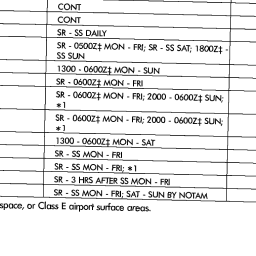 CONT
CONT
SR - SS DAILY
SR - 0500Z‡ MON - FRI; SR - SS SAT; 1800Z‡ -
SS SUN
1300 - 0600Z‡ MON - SUN
SR - 0600Z‡ MON - FRI
SR - 0600Z‡ MON - FRI; 2000 - 0600Z‡ SUN;
*1
SR - 0600Z‡ MON - FRI; 2000 - 0600Z‡ SUN;
*1
1300 - 0600Z‡ MON - SAT
SR - SS MON - FRI
SR - SS MON - FRI; *1
SR - 3 HRS AFTER SS MON - FRI
SR - SS MON - FRI; SAT - SUN BY NOTAM
space, or Class E airport surface areas.